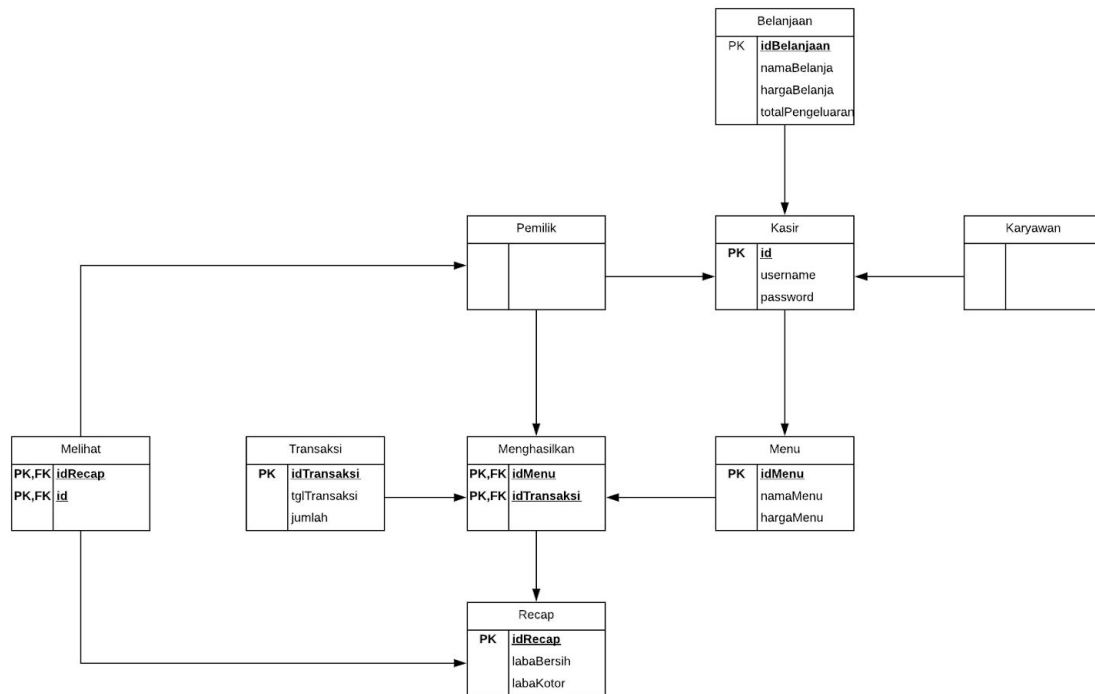 Belanjaan
PK idBelanjaan
namaBelanja
hargaBelanja
totalPengeluaran
Pemilik
Kasir
PK id
username
password
Karyawan
Melihat
PK,FK idRecap
PK,FK id
Transaksi
PK idTransaksi
tglTransaksi
jumlah
Menghasilkan
PK,FK idMenu
PK,FK idTransaksi
Menu
PK idMenu
namaMenu
hargaMenu
Recap
PK idRecap
labaBersih
labaKotor